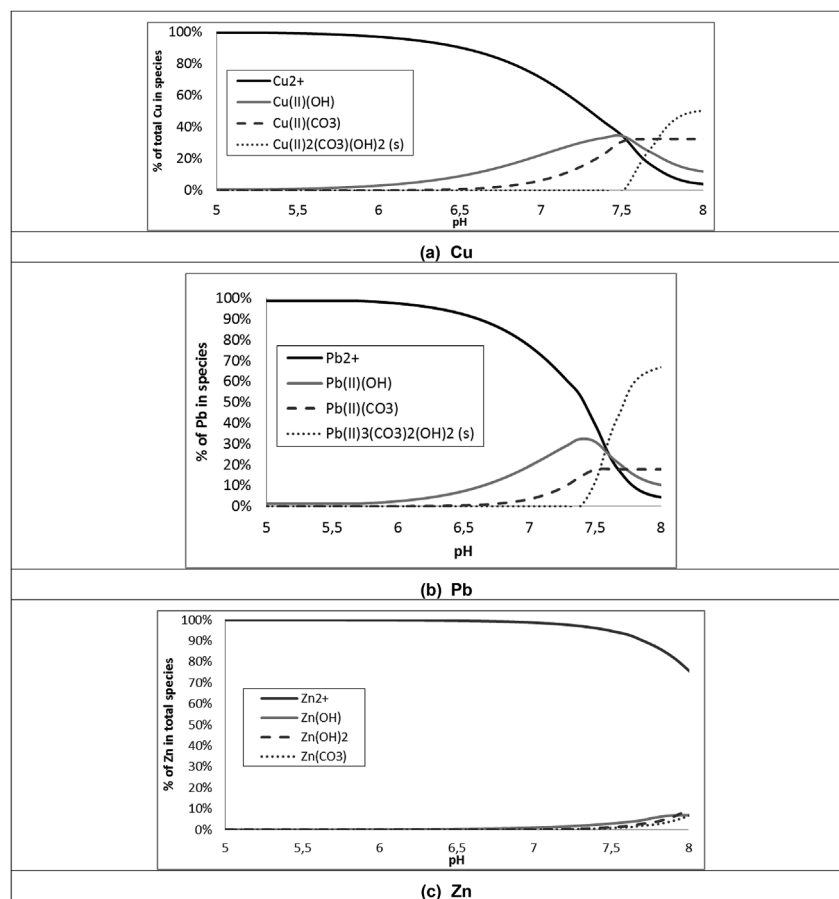 % of total Cu in species
100%
80%
60%
40%
20%
0%
Cu2+
Cu(II)(OH)
Cu(II)(CO3)
Cu(II)2(CO3)(OH)2 (s)
5 5,5 6 6,5 7 7,5 8
pH
(a) Cu
% of Pb in species
100%
90%
80%
70%
60%
50%
40%
30%
20%
10%
0%
Pb2+
Pb(II)(OH)
Pb(II)(CO3)
Pb(II)3(CO3)2(OH)2 (s)
5 5,5 6 6,5 7 7,5 8
pH
(b) Pb
% of Zn in total species
100%
90%
80%
70%
60%
50%
40%
30%
20%
10%
0%
Zn2+
Zn(OH)
Zn(OH)2
Zn(CO3)
5 5,5 6 6,5 7 7,5 8
pH
(c) Zn